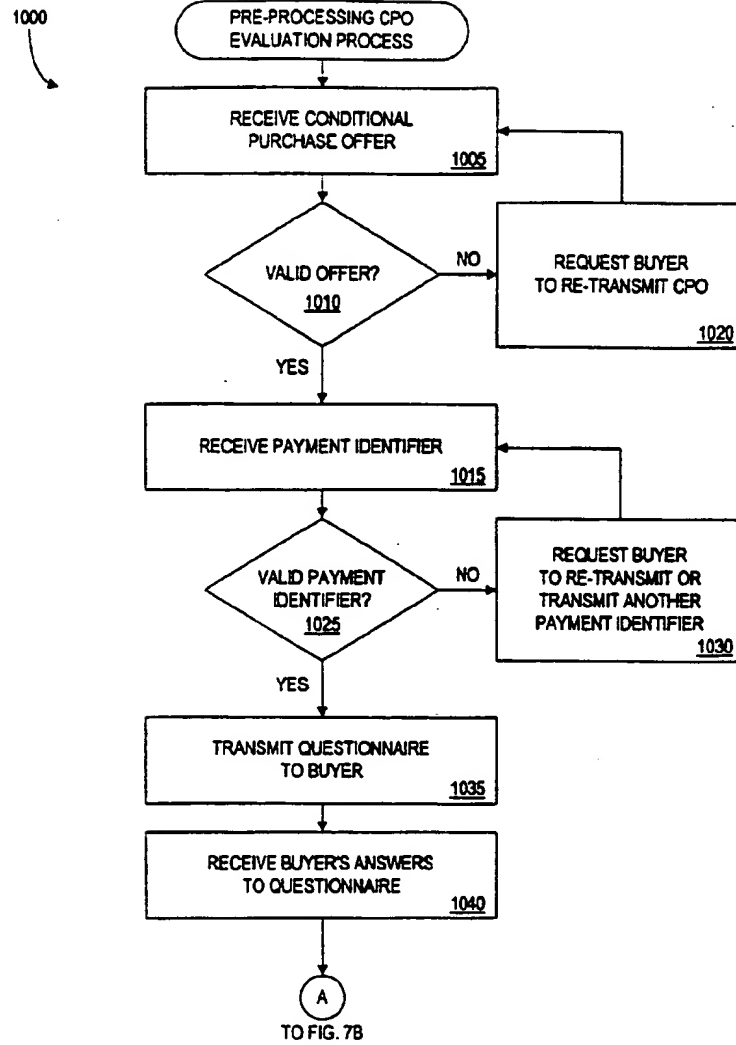 1000
PRE-PROCESSING CPO
EVALUATION PROCESS
RECEIVE CONDITIONAL
PURCHASE OFFER
1005
VALID OFFER?
1010
NO
REQUEST BUYER
TO RE-TRANSMIT CPO
1020
YES
RECEIVE PAYMENT IDENTIFIER
1015
VALID PAYMENT
IDENTIFIER?
1025
NO
REQUEST BUYER
TO RE-TRANSMIT OR
TRANSMIT ANOTHER
PAYMENT IDENTIFIER
1030
YES
TRANSMIT QUESTIONNAIRE
TO BUYER
1035
RECEIVE BUYER'S ANSWERS
TO QUESTIONNAIRE
1040
A
TO FIG. 7B